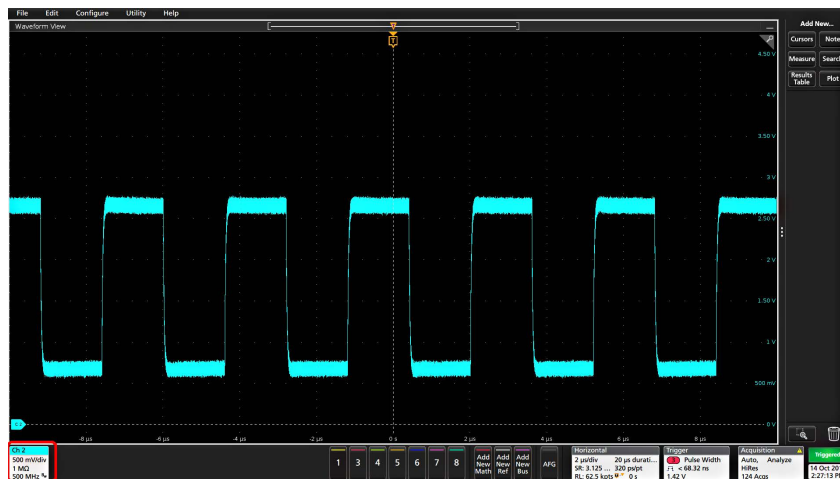 File Edit Configure Utility Help
Waveform View
Add New...
Cursors Note
Measure Search
Results Table Plot
4.50 V
4 V
3 V
2.50 V
2 V
1.50 V
1 V
500 mV
0 V
-8 µs -6 µs -4 µs -2 µs 0 s 2 µs 4 µs 6 µs 8 µs
Ch 2
500 mV/div
1 MΩ
500 MHz
1 3 4 5 6 7 8
Add New Math
Add New Ref
Add New Bus
AFG
Horizontal
2 µs/div 20 µs durati...
SR: 3.125 ... 320 ps/pt
RL: 62.5 kpts 0 s
Trigger
Pulse Width
< 68.32 ns
1.42 V
Acquisition
Auto, Analyze
HiRes
124 Acqs
Triggered
14 Oct 20
2:27:13 P